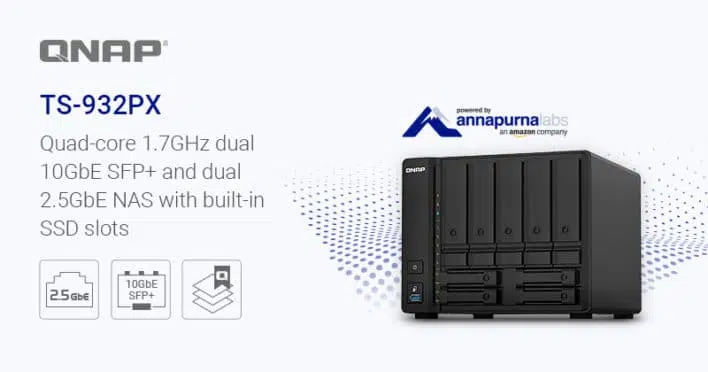 QNAP
TS-932PX
Quad-core 1.7GHz dual
10GbE SFP+ and dual
2.5GbE NAS with built-in
SSD slots
2.5GbE
10GbE
SFP+
powered by
annapurnalabs
an amazon company
QNAP